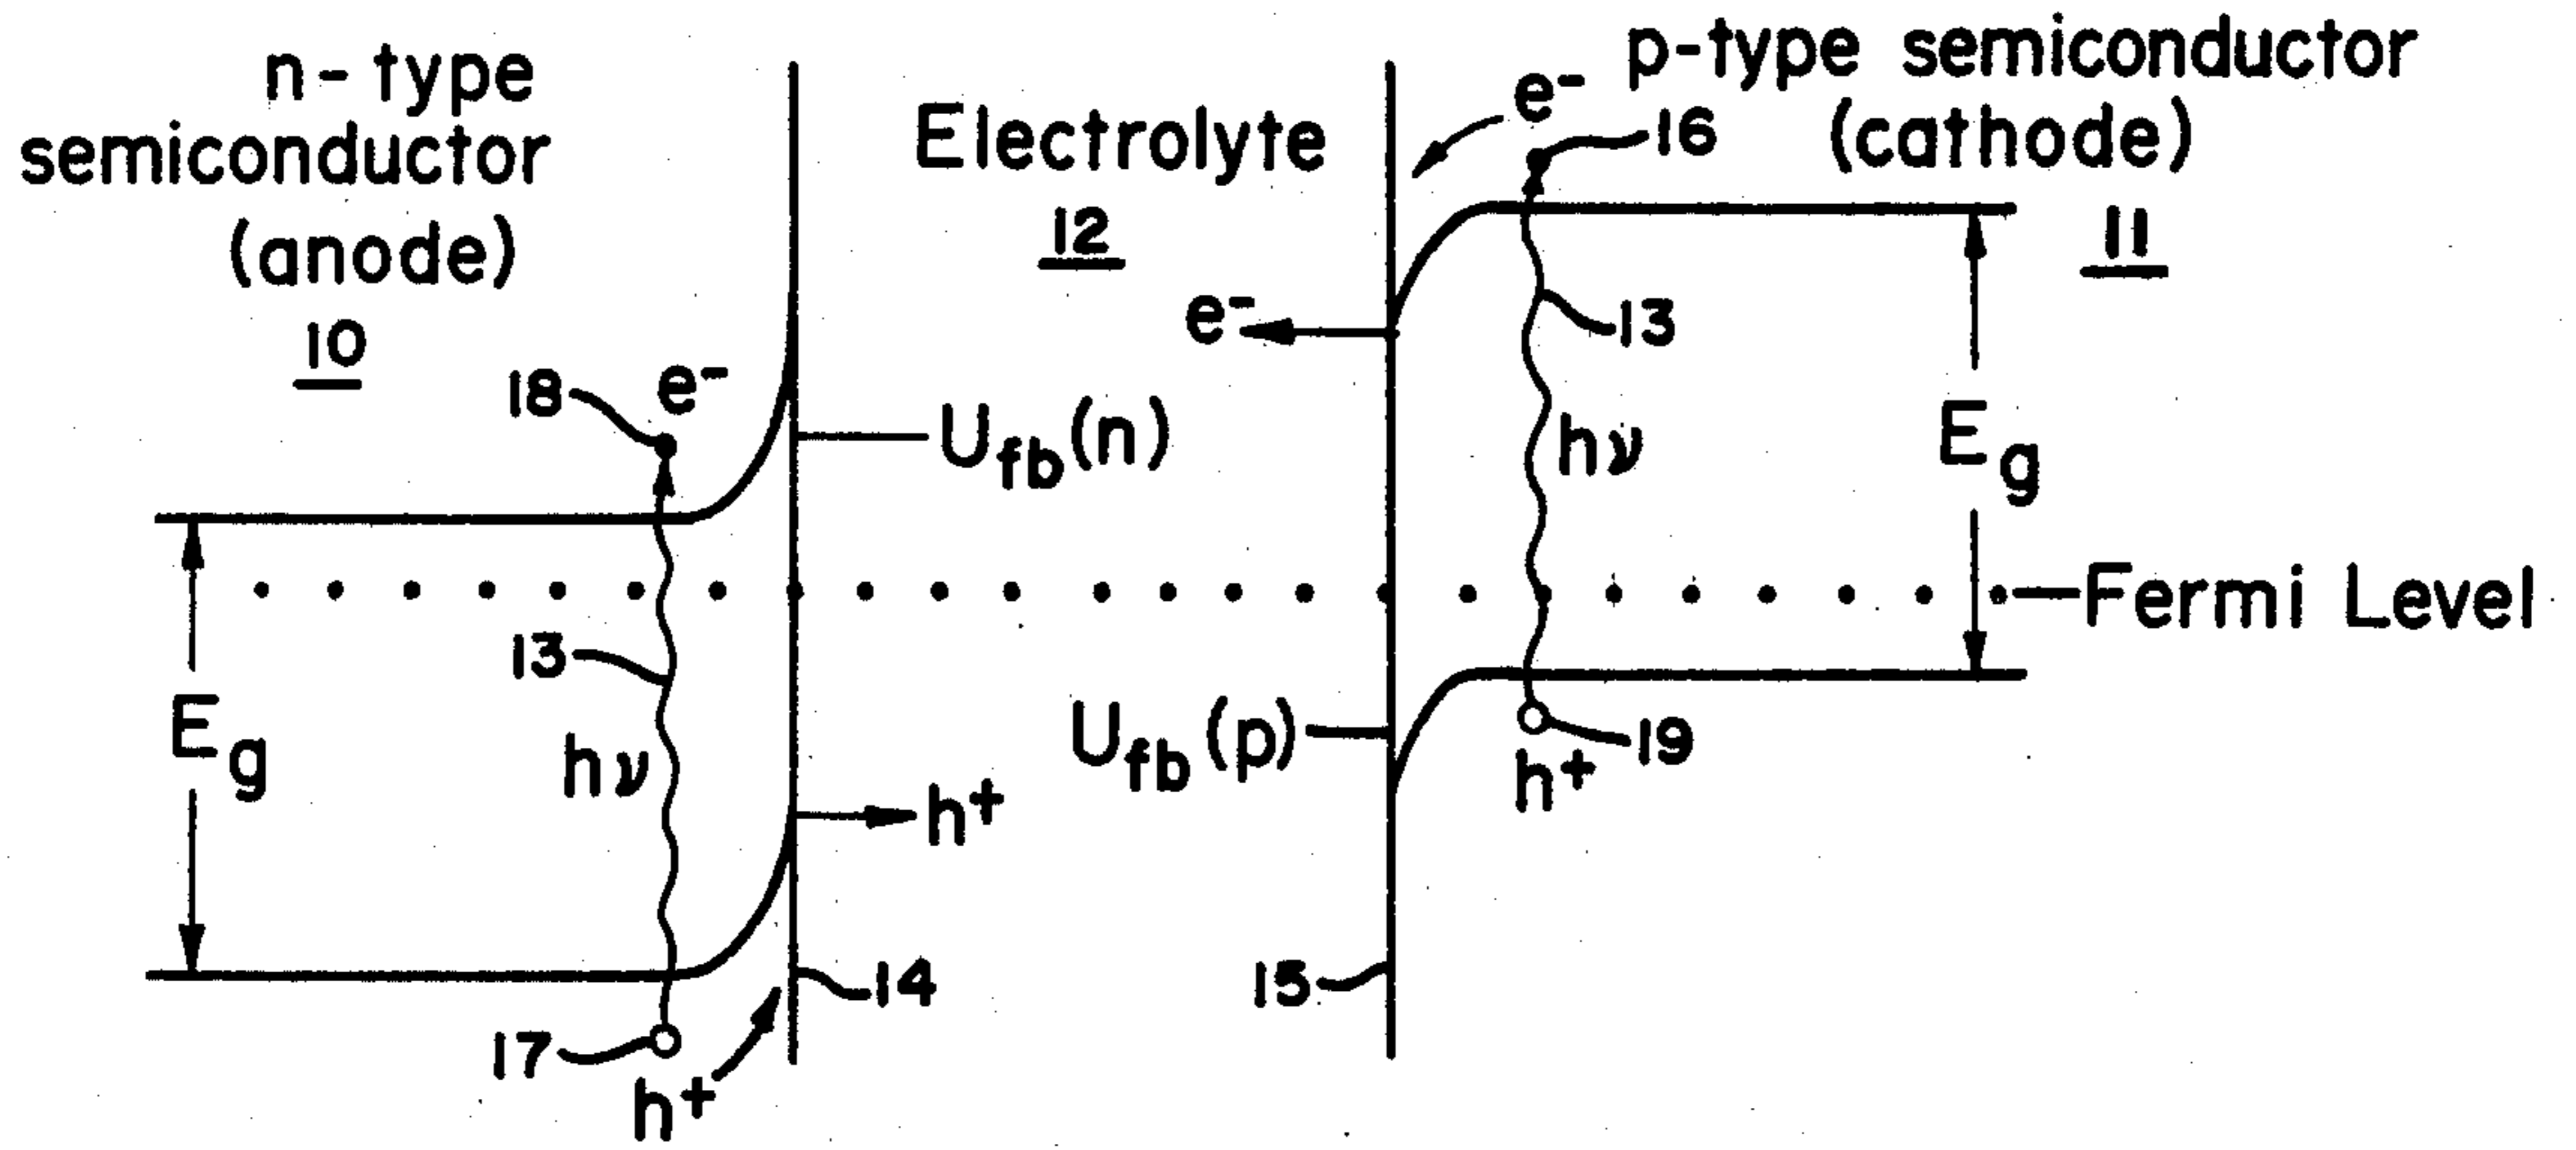 n-type
semiconductor
(anode)
10
Electrolyte
12
p-type semiconductor
(cathode)
11
e-
16
e-
13
hν
Eg
18
e-
Ufb(n)
Fermi Level
13
hν
Eg
Ufb(p)
19
h+
h+
14
15
17
h+